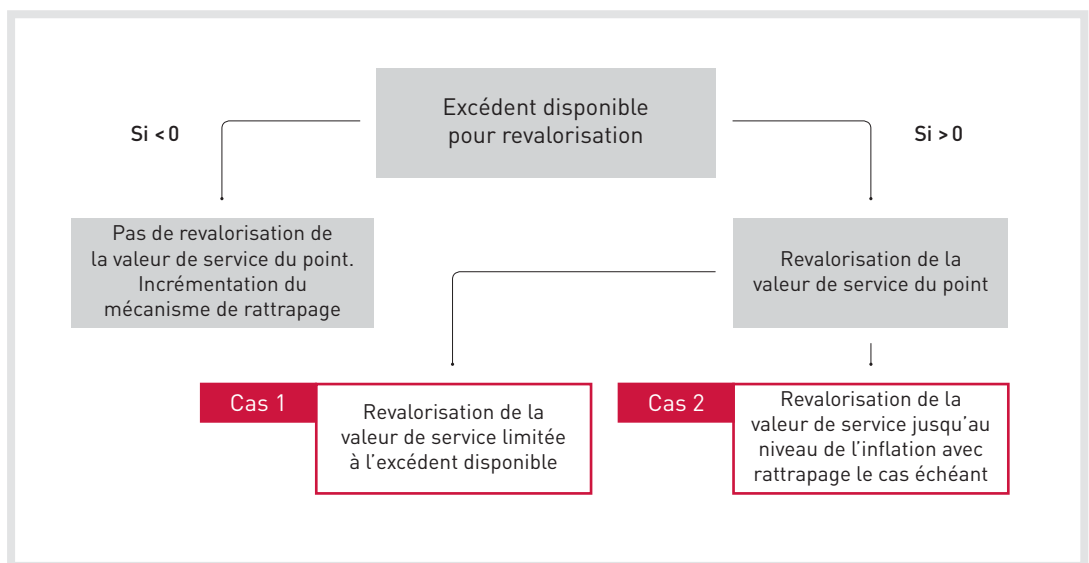 Excédent disponible
pour revalorisation
Si < 0
Si > 0
Pas de revalorisation de
la valeur de service du point.
Incrémentation du
mécanisme de rattrapage
Revalorisation de la
valeur de service du point
Cas 1
Revalorisation de la
valeur de service limitée
à l’excédent disponible
Cas 2
Revalorisation de la
valeur de service jusqu’au
niveau de l’inflation avec
rattrapage le cas échéant